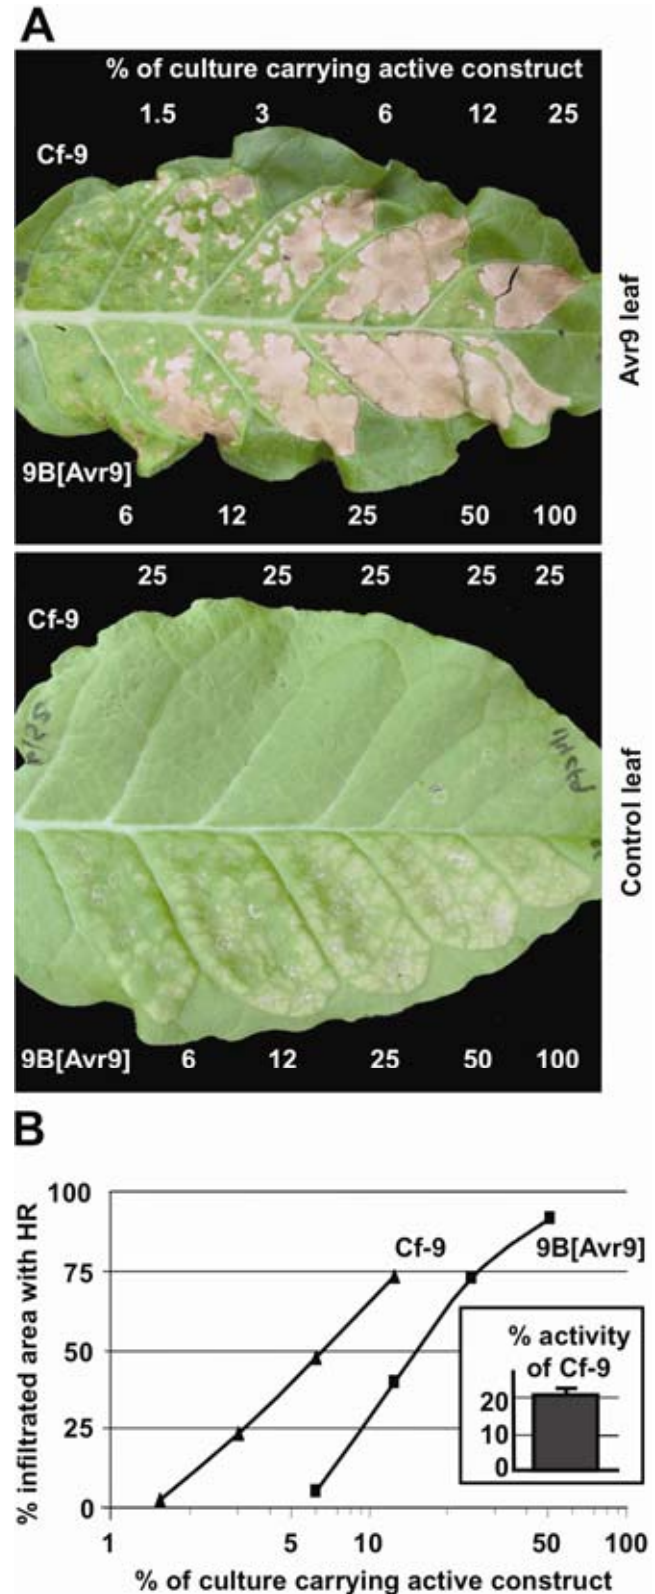 A
% of culture carrying active construct
1.5 3 6 12 25
Cf-9
Avr9 leaf
9B[Avr9]
6 12 25 50 100
25 25 25 25 25
Cf-9
Control leaf
9B[Avr9] 6 12 25 50 100
B
% infiltrated area with HR
100
75
50
25
0
Cf-9 9B[Avr9]
% activity
of Cf-9
20
10
0
1 5 10 50 100
% of culture carrying active construct